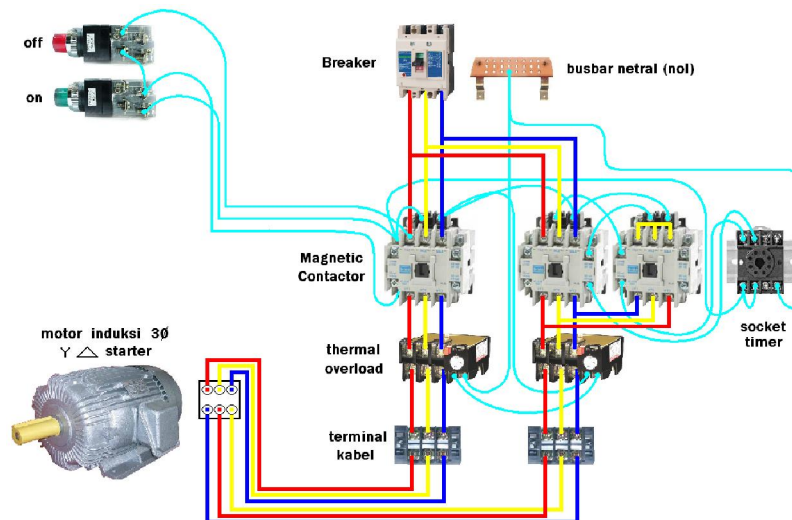 off
on
Breaker
busbar netral (nol)
Magnetic
Contactor
socket
timer
motor induksi 3Ø
Y △ starter
thermal
overload
terminal
kabel